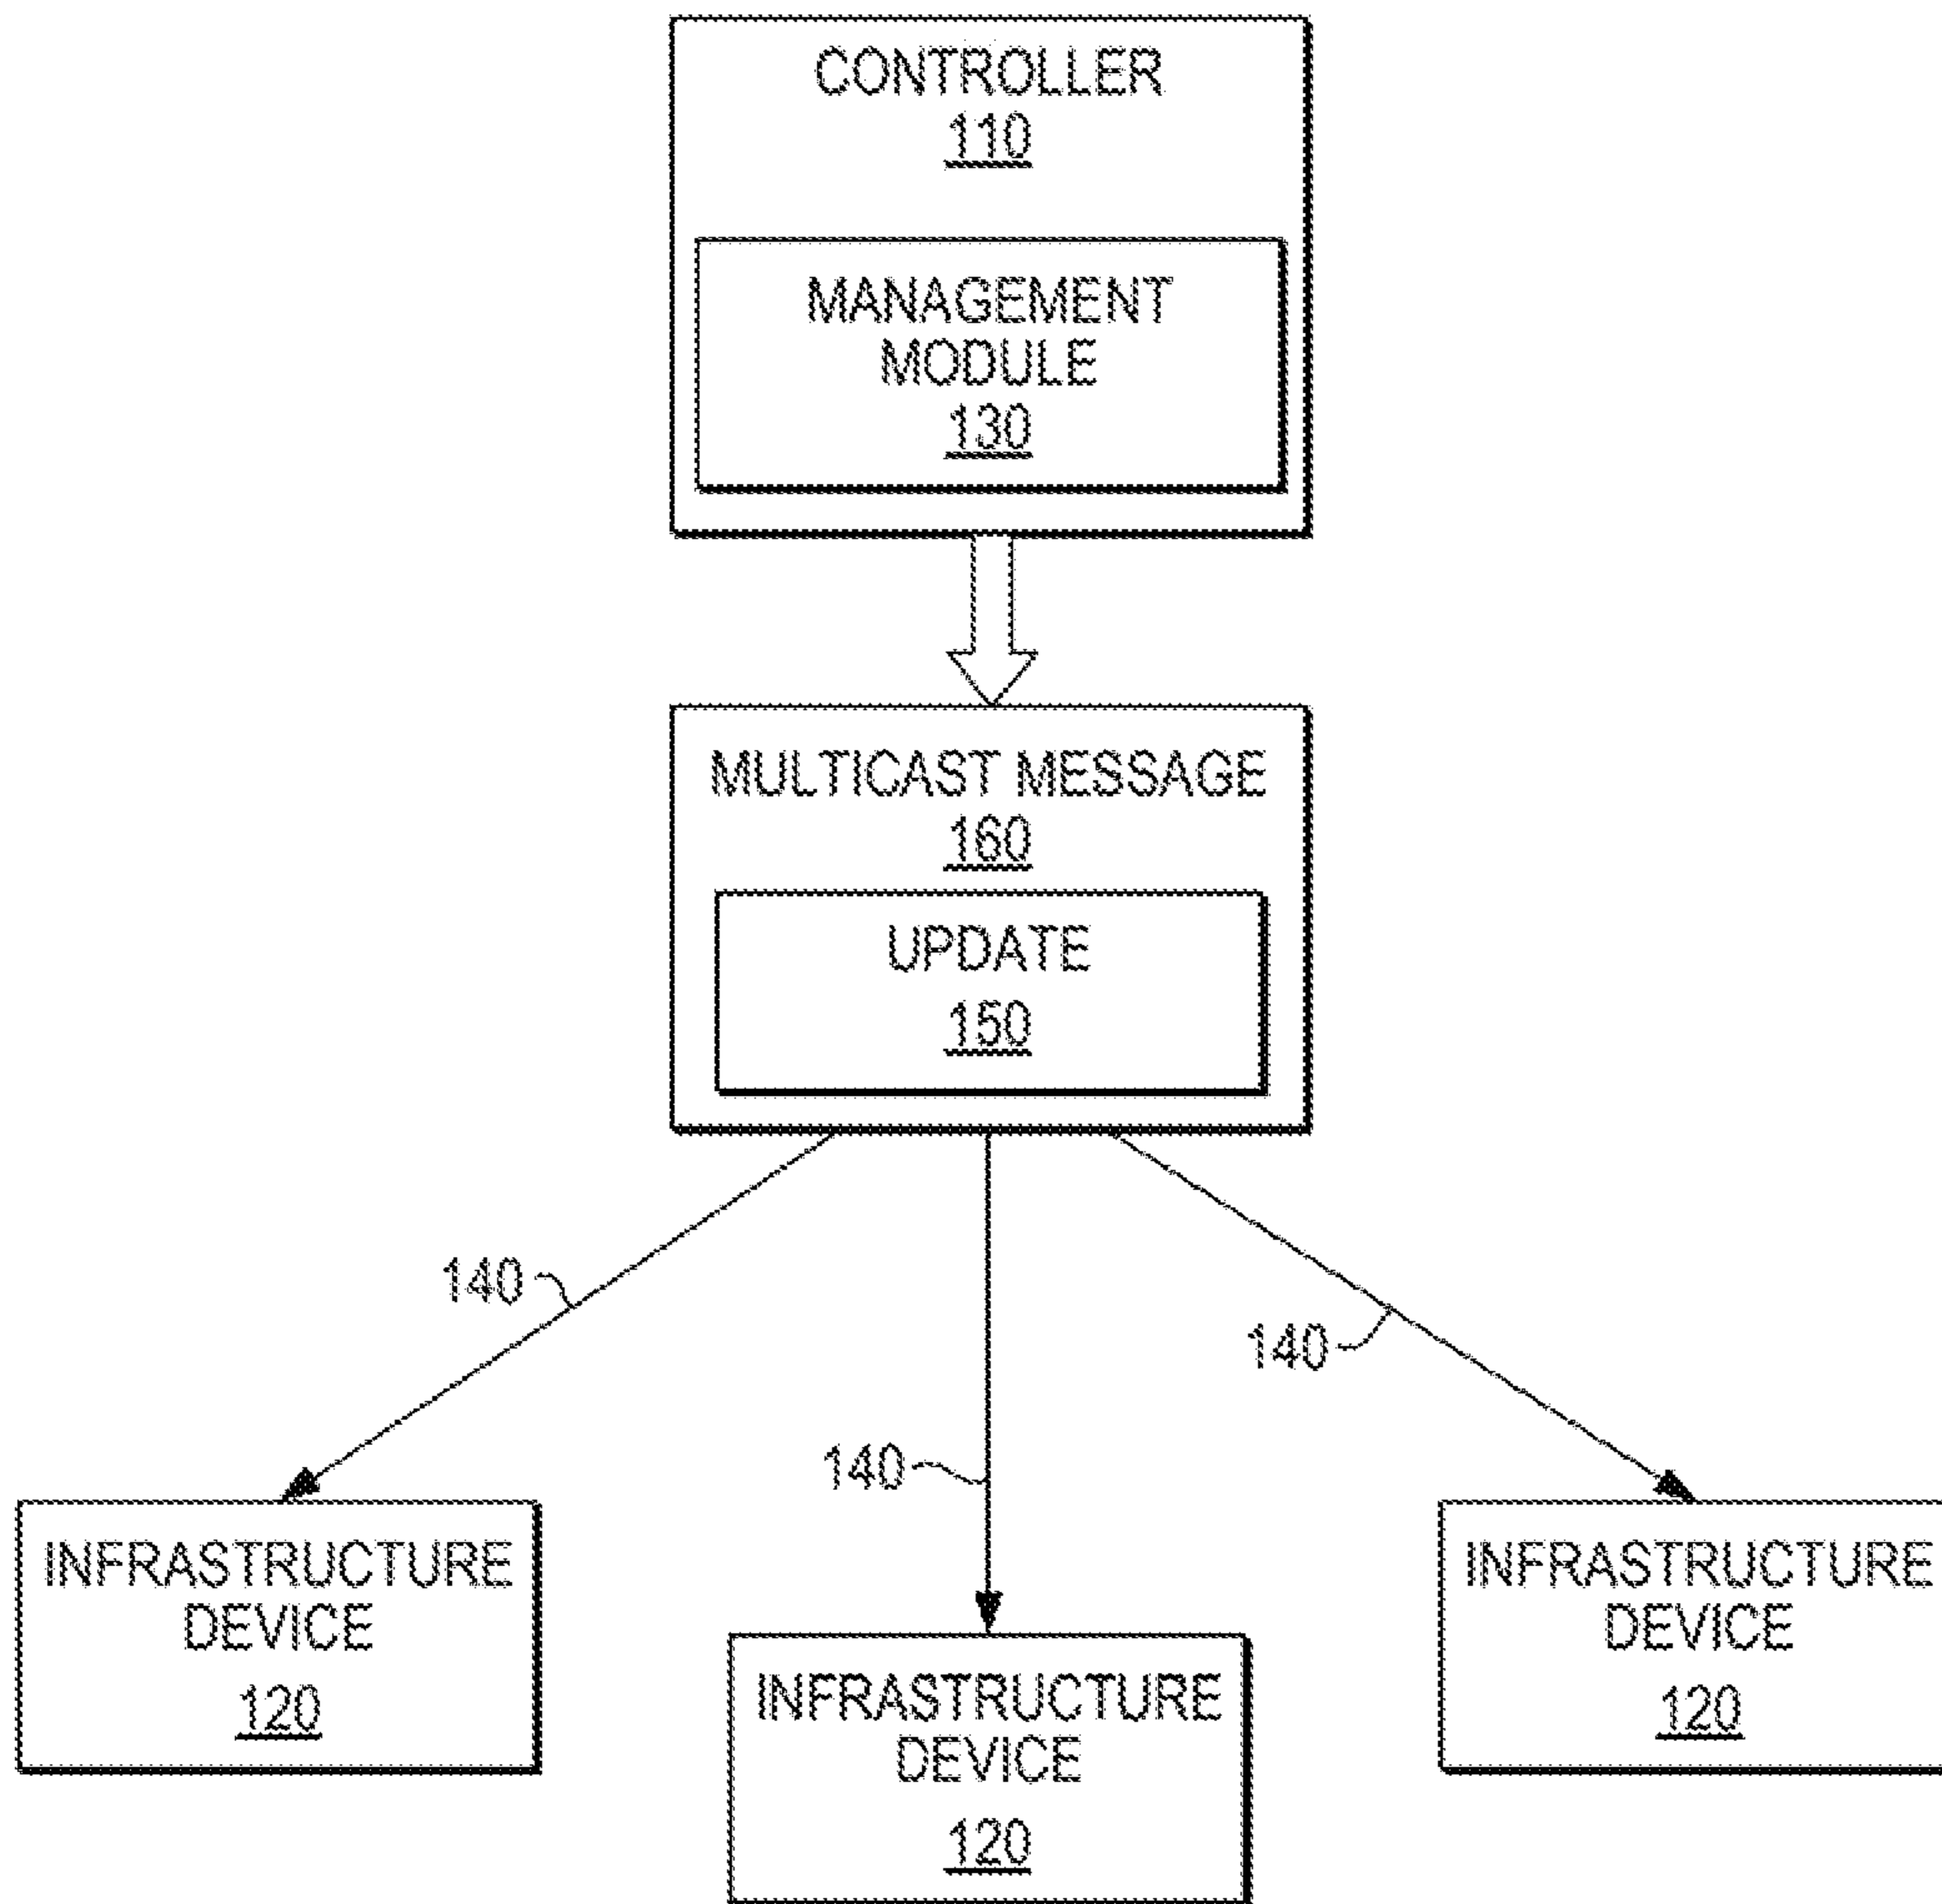 CONTROLLER
110
MANAGEMENT
MODULE
130
MULTICAST MESSAGE
160
UPDATE
150
140
140
140
INFRASTRUCTURE
DEVICE
120
INFRASTRUCTURE
DEVICE
120
INFRASTRUCTURE
DEVICE
120